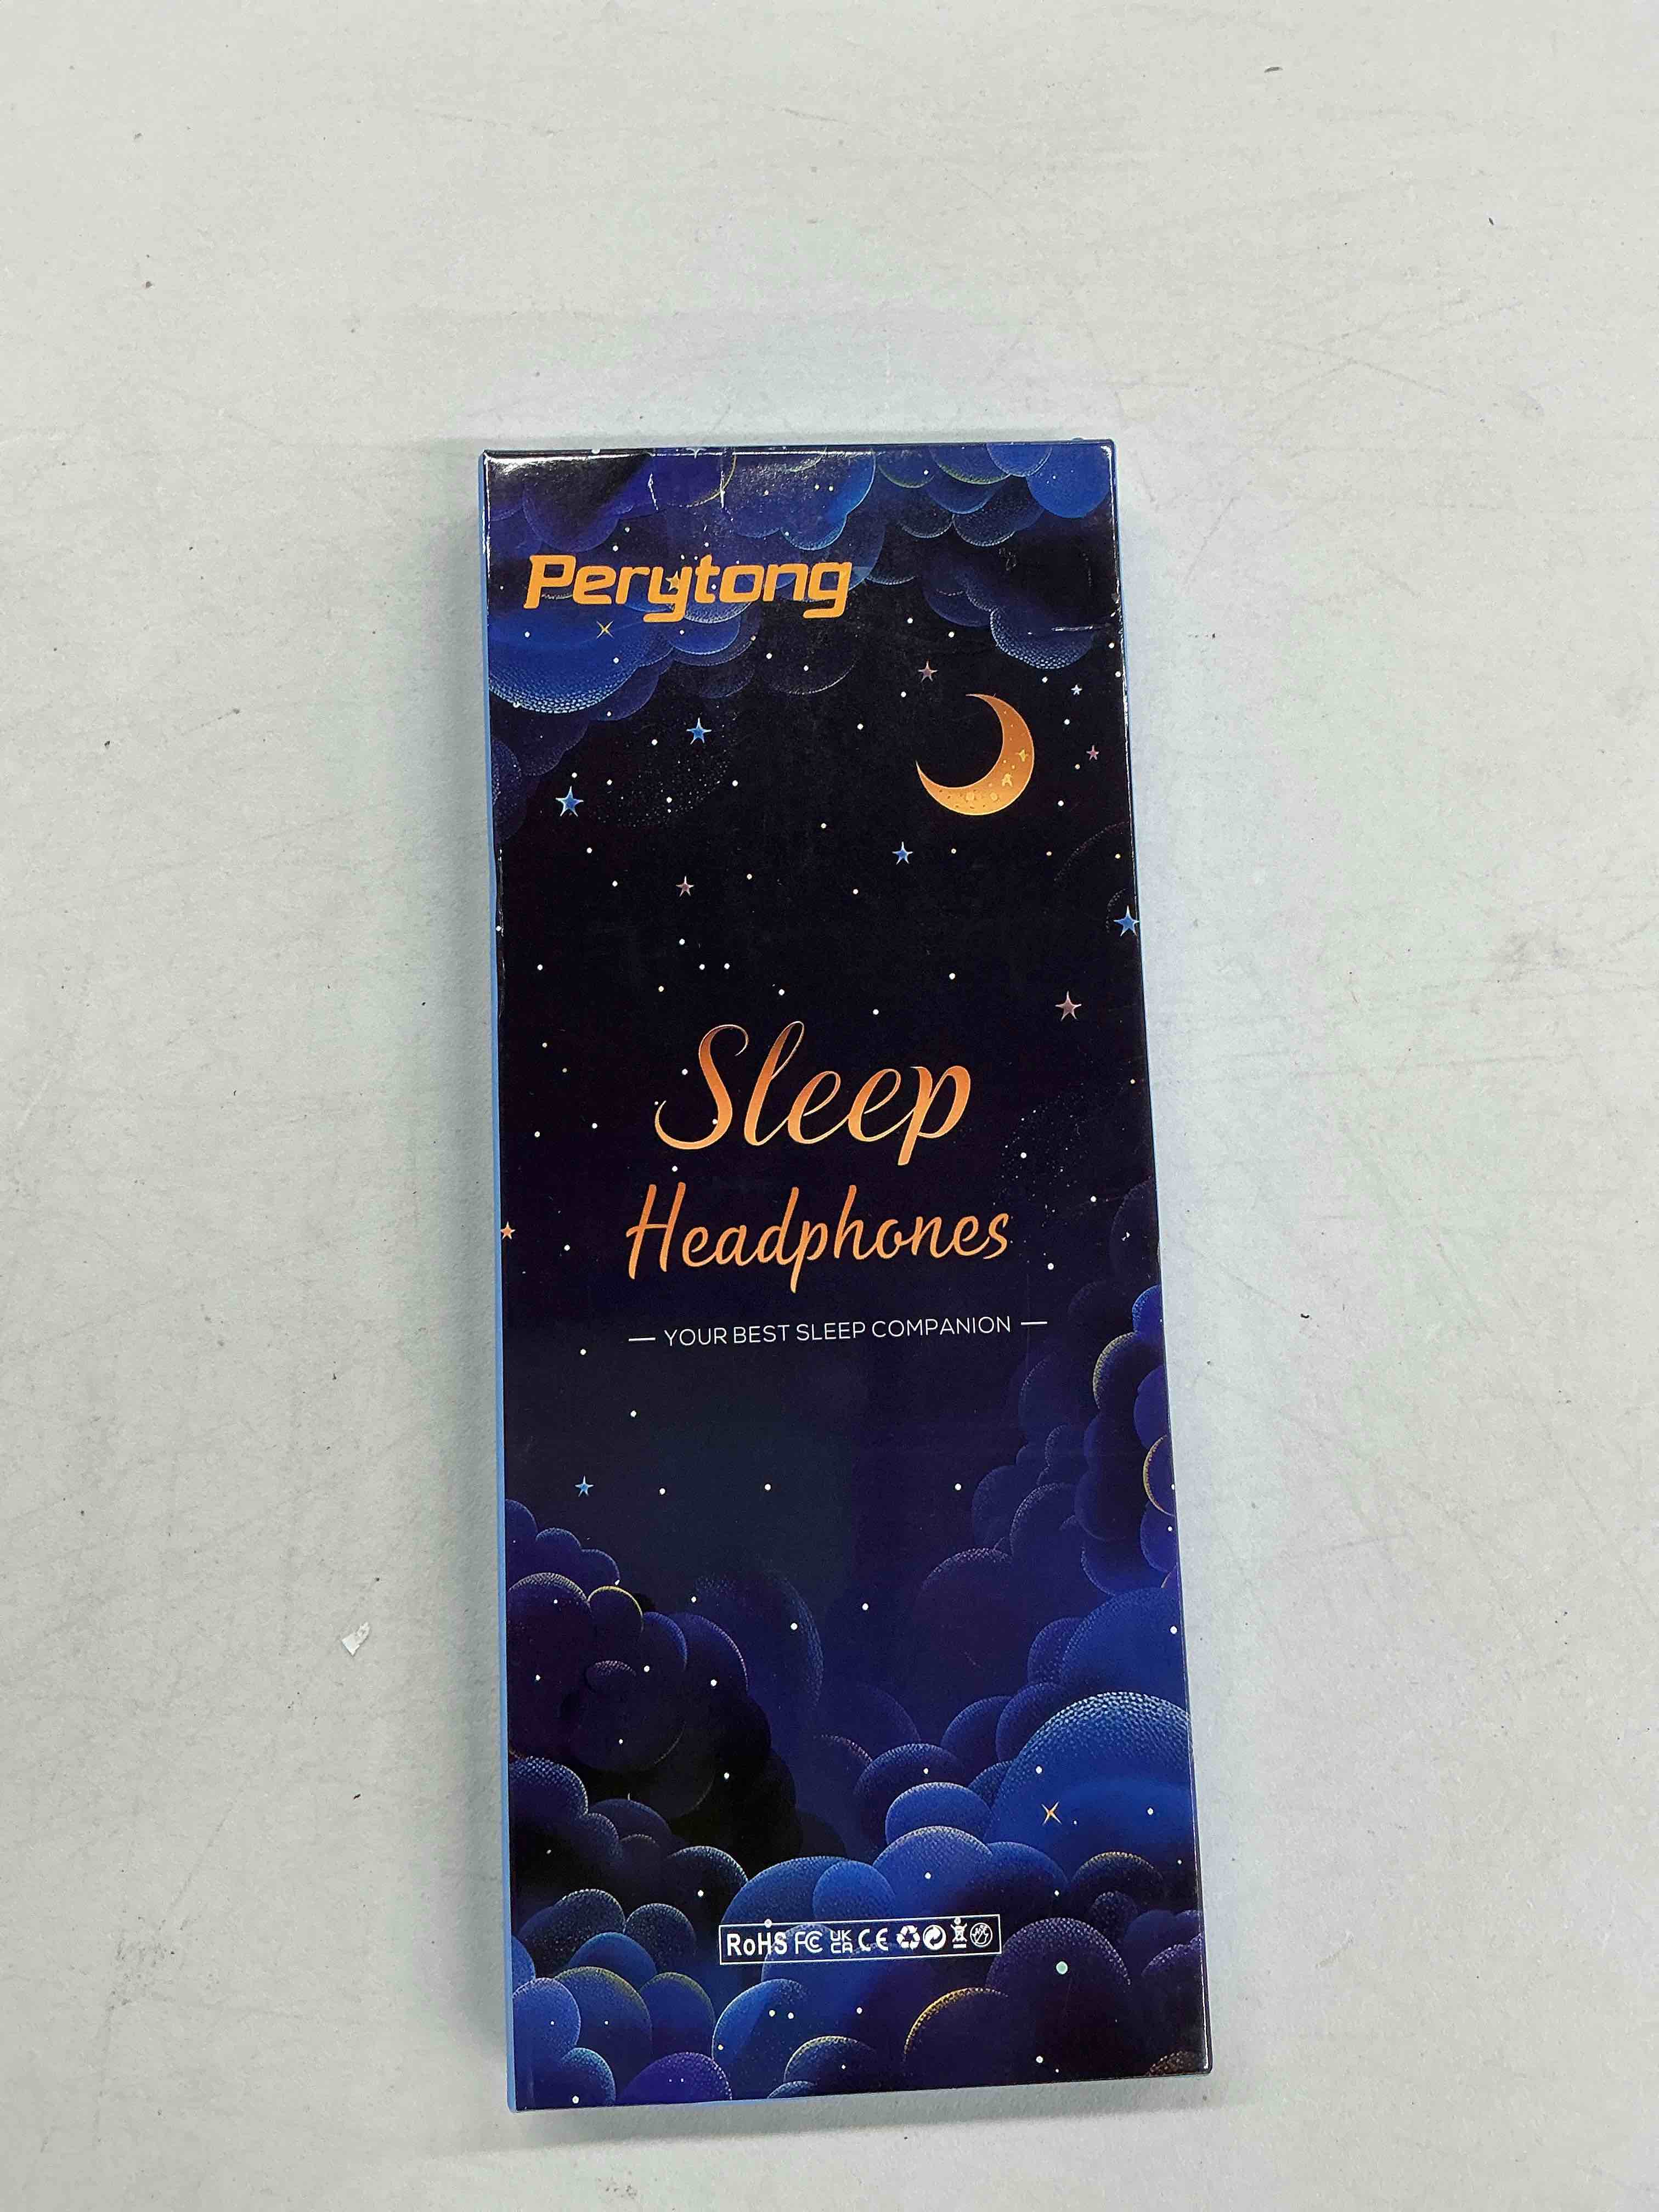 Perytong
Sleep
Headphones
YOUR BEST SLEEP COMPANION
RoHS FC UK CA CE